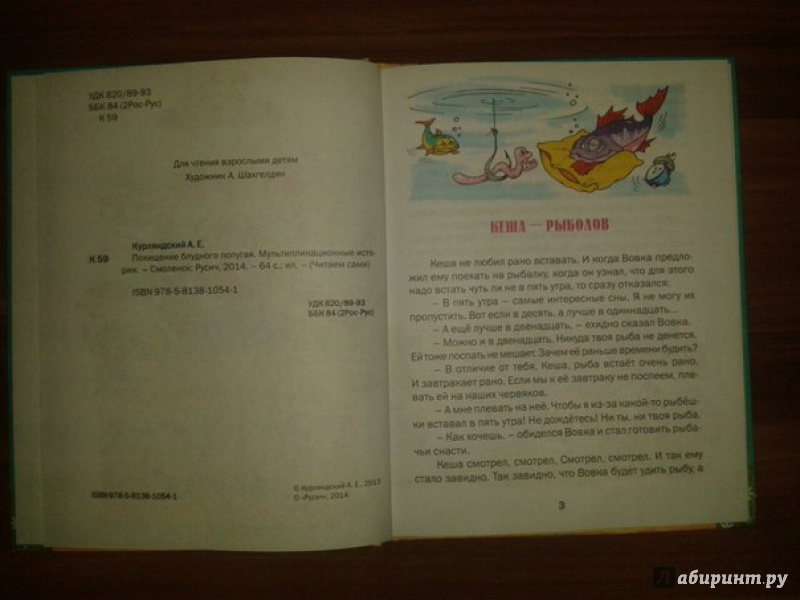 УДК 820/89-93
ББК 84 (2Рос-Рус)
К 59
Для чтения взрослыми детям
Художник А. Шахгелдян
Курляндский А. Е.
К 59 Похищение блудного попугая. Мультипликационные исто-
рии. – Смоленск: Русич, 2014. – 64 с.: ил. – (Читаем сами)
ISBN 978-5-8138-1054-1
УДК 820/89-93
ББК 84 (2Рос-Рус)
ISBN 978-5-8138-1054-1
© Курляндский А. Е., 2013
© «Русич», 2014
КЕША — РЫБОЛОВ
Кеша не любил рано вставать. И когда Вовка предло-
жил ему поехать на рыбалку, когда он узнал, что для этого
надо встать чуть ли не в пять утра, то сразу отказался:
– В пять утра – самые интересные сны. Я не могу их
пропустить. Вот если в десять, а лучше в одиннадцать...
– А ещё лучше в двенадцать, – ехидно сказал Вовка.
– Можно и в двенадцать. Никуда твоя рыба не денется.
Ей тоже поспать не мешает. Зачем её раньше времени будить?
– В отличие от тебя, Кеша, рыба встаёт очень рано.
И завтракает рано. Если мы к её завтраку не поспеем, пле-
вать ей на наших червяков.
– А мне плевать на неё. Чтобы я из-за какой-то рыбёш-
ки вставал в пять утра! Не дождётесь! Ни ты, ни твоя рыба.
– Как хочешь, – обиделся Вовка и стал готовить рыба-
чьи снасти.
Кеша смотрел, смотрел. Смотрел, смотрел. И так ему
стало завидно. Так завидно, что Вовка будет удить рыбу, а
3
Лабиринт.ру